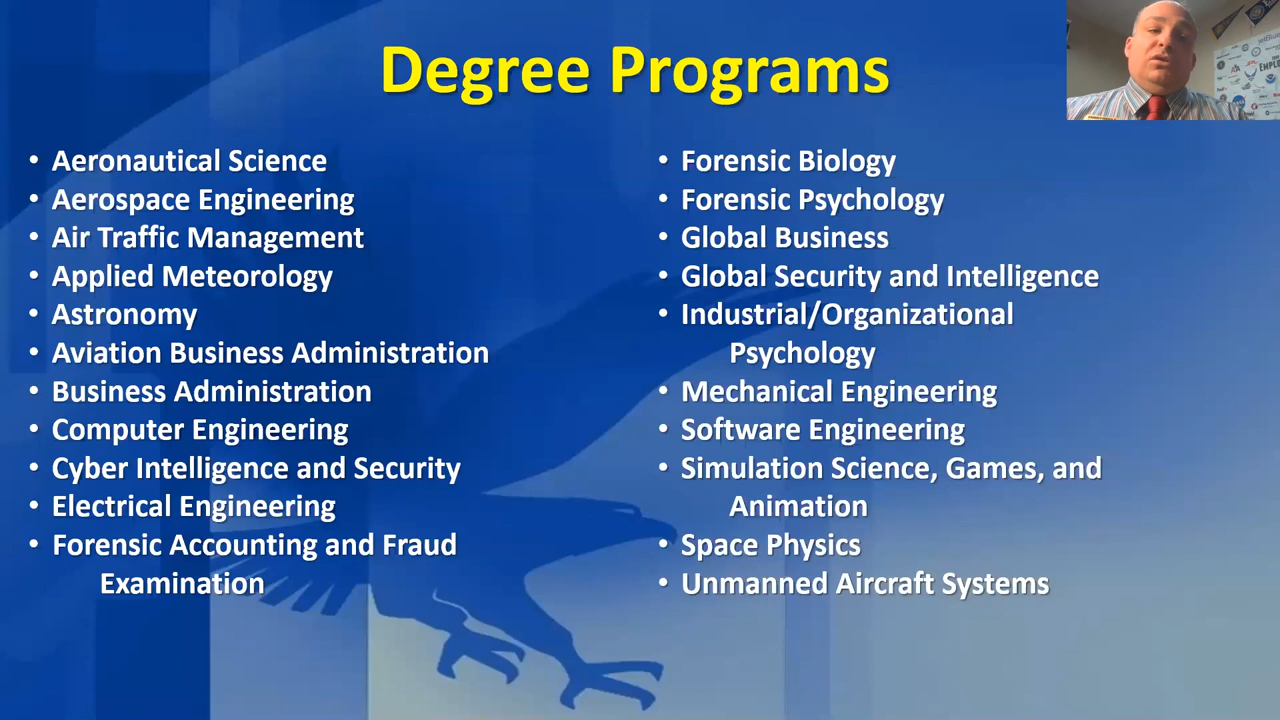 Degree Programs
• Aeronautical Science
• Aerospace Engineering
• Air Traffic Management
• Applied Meteorology
• Astronomy
• Aviation Business Administration
• Business Administration
• Computer Engineering
• Cyber Intelligence and Security
• Electrical Engineering
• Forensic Accounting and Fraud
Examination
• Forensic Biology
• Forensic Psychology
• Global Business
• Global Security and Intelligence
• Industrial/Organizational
Psychology
• Mechanical Engineering
• Software Engineering
• Simulation Science, Games, and
Animation
• Space Physics
• Unmanned Aircraft Systems